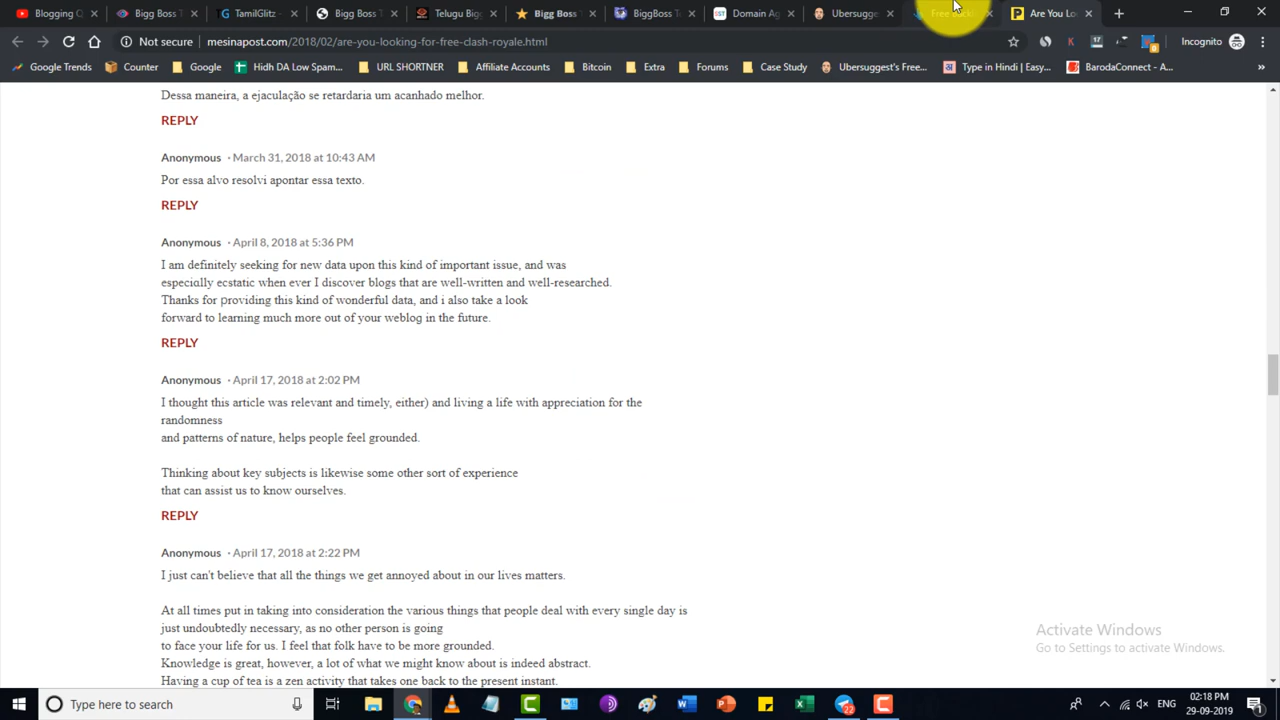 Blogging Q
Bigg Boss T
TamilGlitz
Bigg Boss T
Telugu Big
Bigg Boss
BiggBoss T
Domain Ag
Ubersugge
Free Back
Are You Lo
Not secure mesinapost.com/2018/02/are-you-looking-for-free-clash-royale.html
Incognito
Google Trends Counter Google Hidh DA Low Spam... URL SHORTNER Affiliate Accounts Bitcoin Extra Forums Case Study Ubersuggest's Free... Type in Hindi | Easy... BarodaConnect - A...
Dessa maneira, a ejaculação se retardaria um acanhado melhor.
REPLY
Anonymous · March 31, 2018 at 10:43 AM
Por essa alvo resolvi apontar essa texto.
REPLY
Anonymous · April 8, 2018 at 5:36 PM
I am definitely seeking for new data upon this kind of important issue, and was
especially ecstatic when ever I discover blogs that are well-written and well-researched.
Thanks for providing this kind of wonderful data, and i also take a look
forward to learning much more out of your weblog in the future.
REPLY
Anonymous · April 17, 2018 at 2:02 PM
I thought this article was relevant and timely, either) and living a life with appreciation for the
randomness
and patterns of nature, helps people feel grounded.
Thinking about key subjects is likewise some other sort of experience
that can assist us to know ourselves.
REPLY
Anonymous · April 17, 2018 at 2:22 PM
I just can't believe that all the things we get annoyed about in our lives matters.
At all times put in taking into consideration the various things that people deal with every single day is
just undoubtedly necessary, as no other person is going
to face your life for us. I feel that folk have to be more grounded.
Knowledge is great, however, a lot of what we might know about is indeed abstract.
Having a cup of tea is a zen activity that takes one back to the present instant.
Activate Windows
Go to Settings to activate Windows.
Type here to search
ENG
02:18 PM
29-09-2019